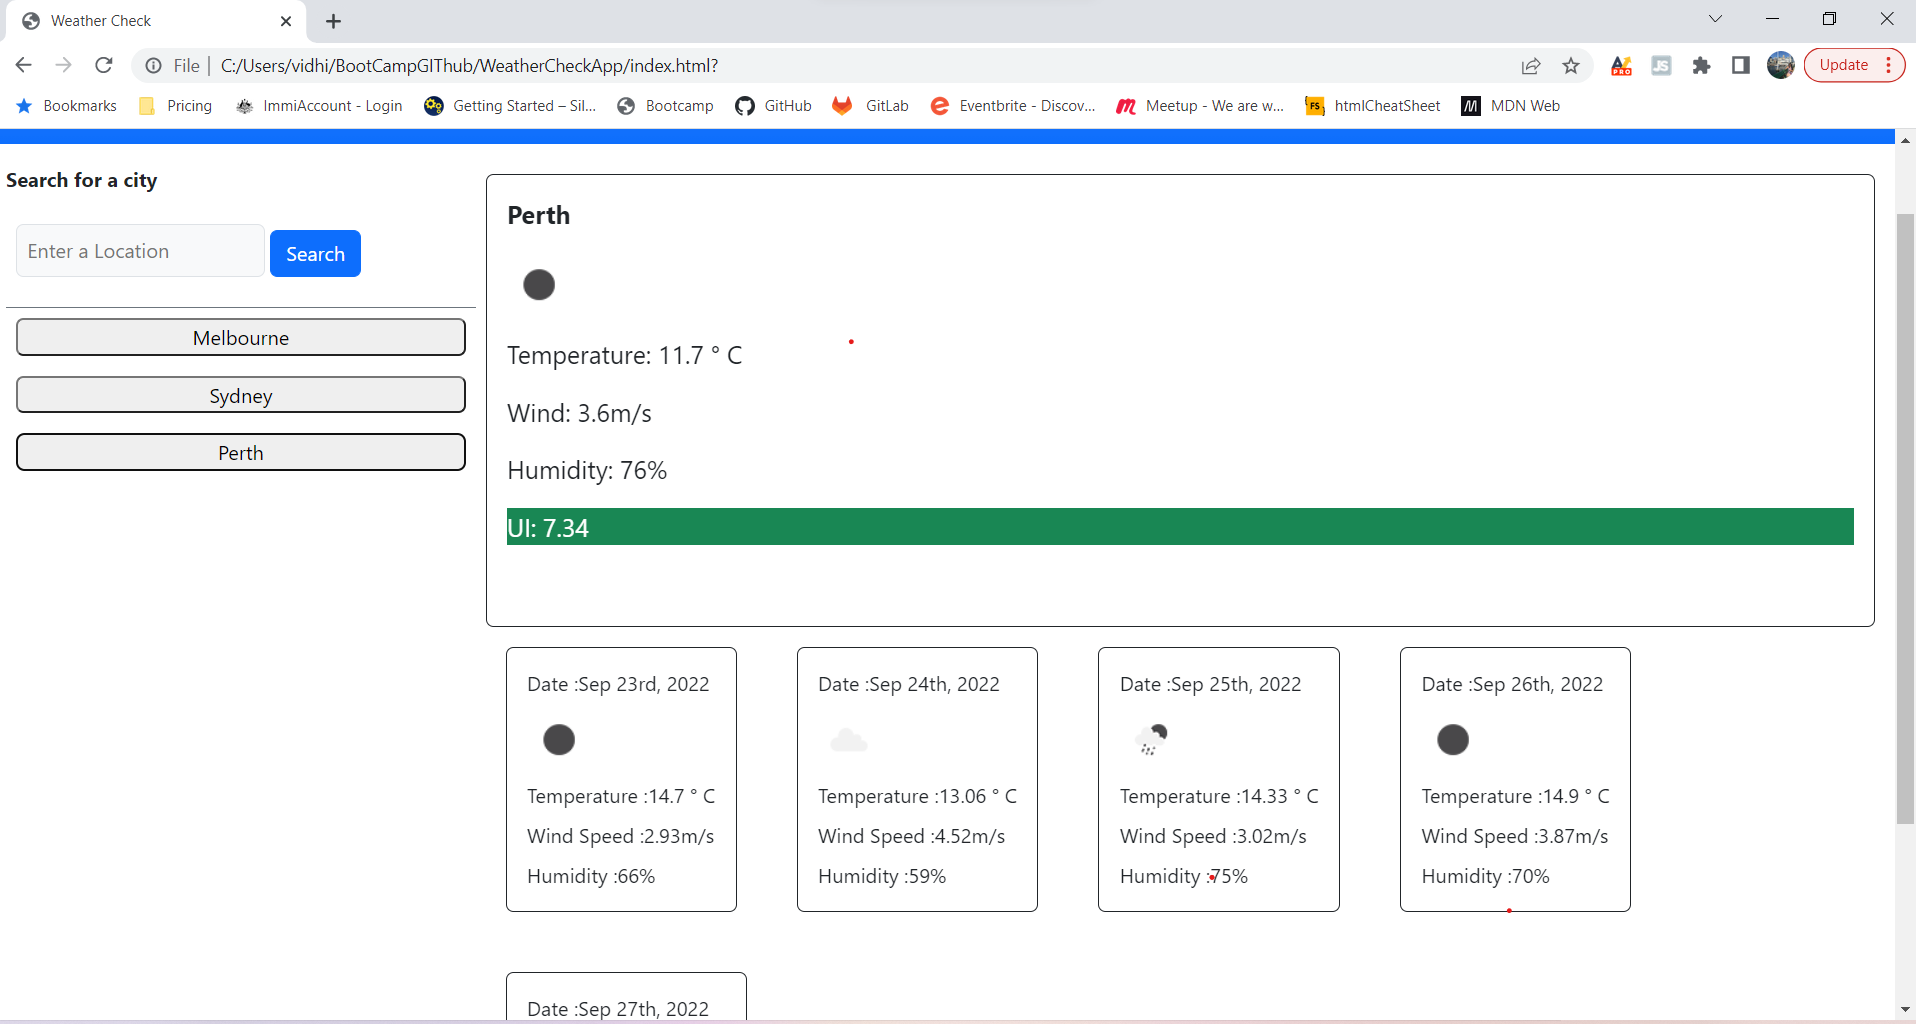 Weather Check
File | C:/Users/vidhi/BootCampGIThub/WeatherCheckApp/index.html?
A PRO
JS
Update
Bookmarks Pricing ImmiAccount - Login Getting Started – Sil... Bootcamp GitHub GitLab Eventbrite - Discov... Meetup - We are w... FS htmlCheatSheet MDN Web
Search for a city
Enter a Location
Search
Melbourne
Sydney
Perth
Perth
Temperature: 11.7 ° C
Wind: 3.6m/s
Humidity: 76%
UI: 7.34
Date :Sep 23rd, 2022
Temperature :14.7 ° C
Wind Speed :2.93m/s
Humidity :66%
Date :Sep 24th, 2022
Temperature :13.06 ° C
Wind Speed :4.52m/s
Humidity :59%
Date :Sep 25th, 2022
Temperature :14.33 ° C
Wind Speed :3.02m/s
Humidity :75%
Date :Sep 26th, 2022
Temperature :14.9 ° C
Wind Speed :3.87m/s
Humidity :70%
Date :Sep 27th, 2022